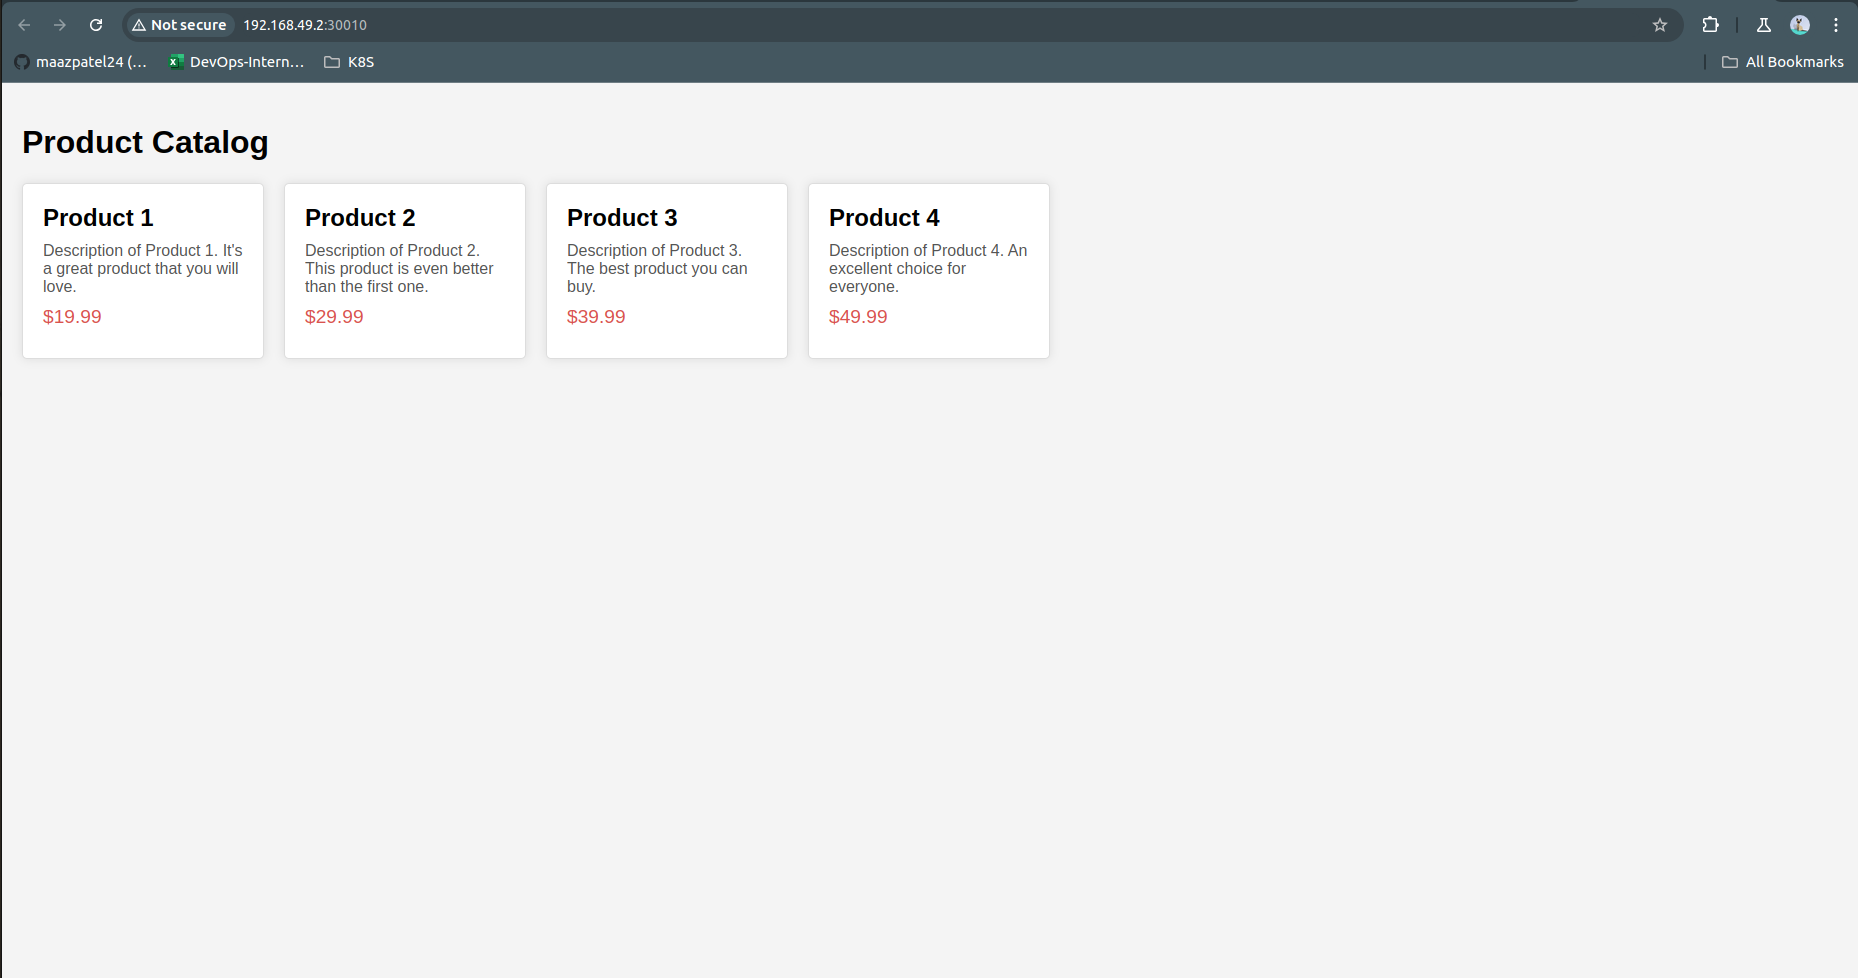 Not secure 192.168.49.2:30010
maazpatel24 (... DevOps-Intern... K8S All Bookmarks
Product Catalog
Product 1
Description of Product 1. It's
a great product that you will
love.
$19.99
Product 2
Description of Product 2.
This product is even better
than the first one.
$29.99
Product 3
Description of Product 3.
The best product you can
buy.
$39.99
Product 4
Description of Product 4. An
excellent choice for
everyone.
$49.99